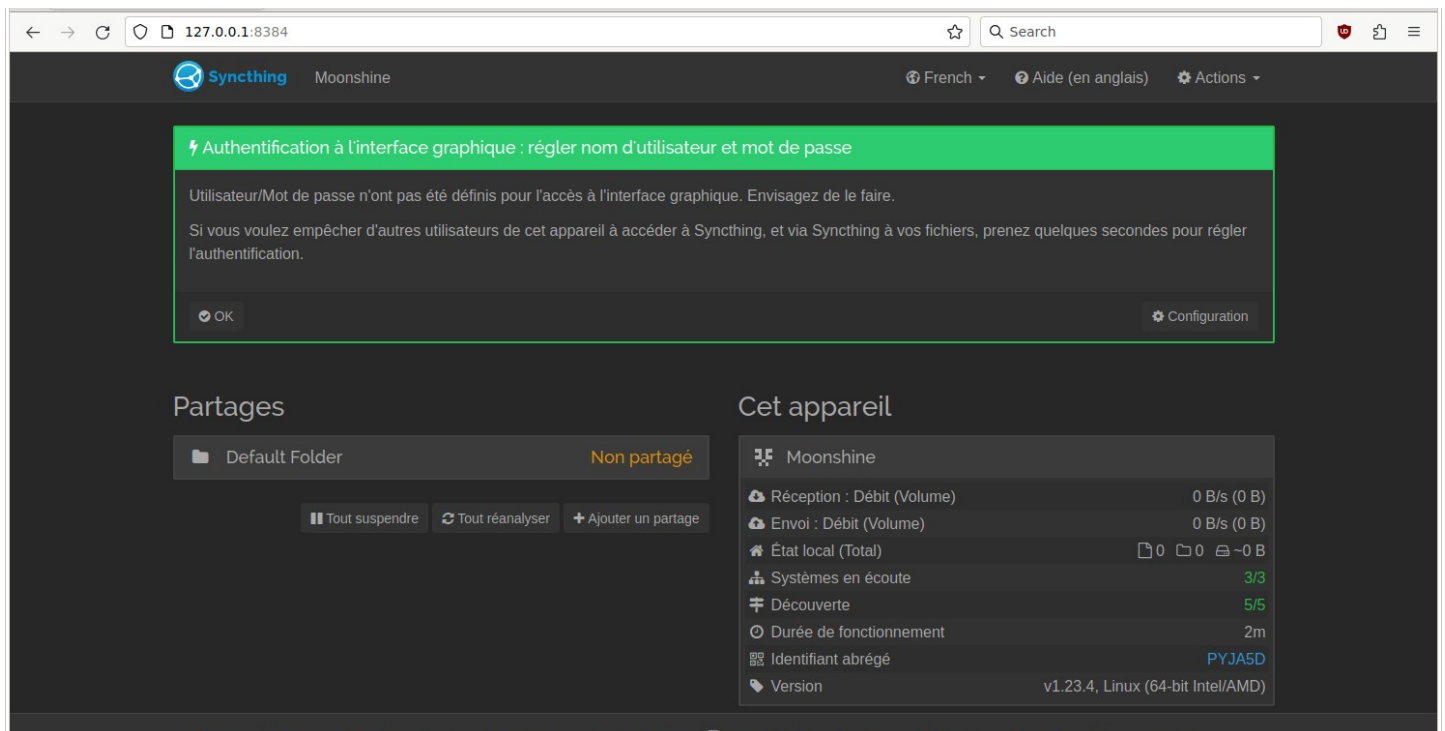 127.0.0.1:8384
Search
Syncthing Moonshine French Aide (en anglais) Actions
Authentification à l'interface graphique : régler nom d'utilisateur et mot de passe
Utilisateur/Mot de passe n'ont pas été définis pour l'accès à l'interface graphique. Envisagez de le faire.
Si vous voulez empêcher d'autres utilisateurs de cet appareil à accéder à Syncthing, et via Syncthing à vos fichiers, prenez quelques secondes pour régler
l'authentification.
OK Configuration
Partages
Default Folder Non partagé
Tout suspendre Tout réanalyser Ajouter un partage
Cet appareil
Moonshine
Réception : Débit (Volume) 0 B/s (0 B)
Envoi : Débit (Volume) 0 B/s (0 B)
État local (Total) 0 0 ~0 B
Systèmes en écoute 3/3
Découverte 5/5
Durée de fonctionnement 2m
Identifiant abrégé PYJA5D
Version v1.23.4, Linux (64-bit Intel/AMD)